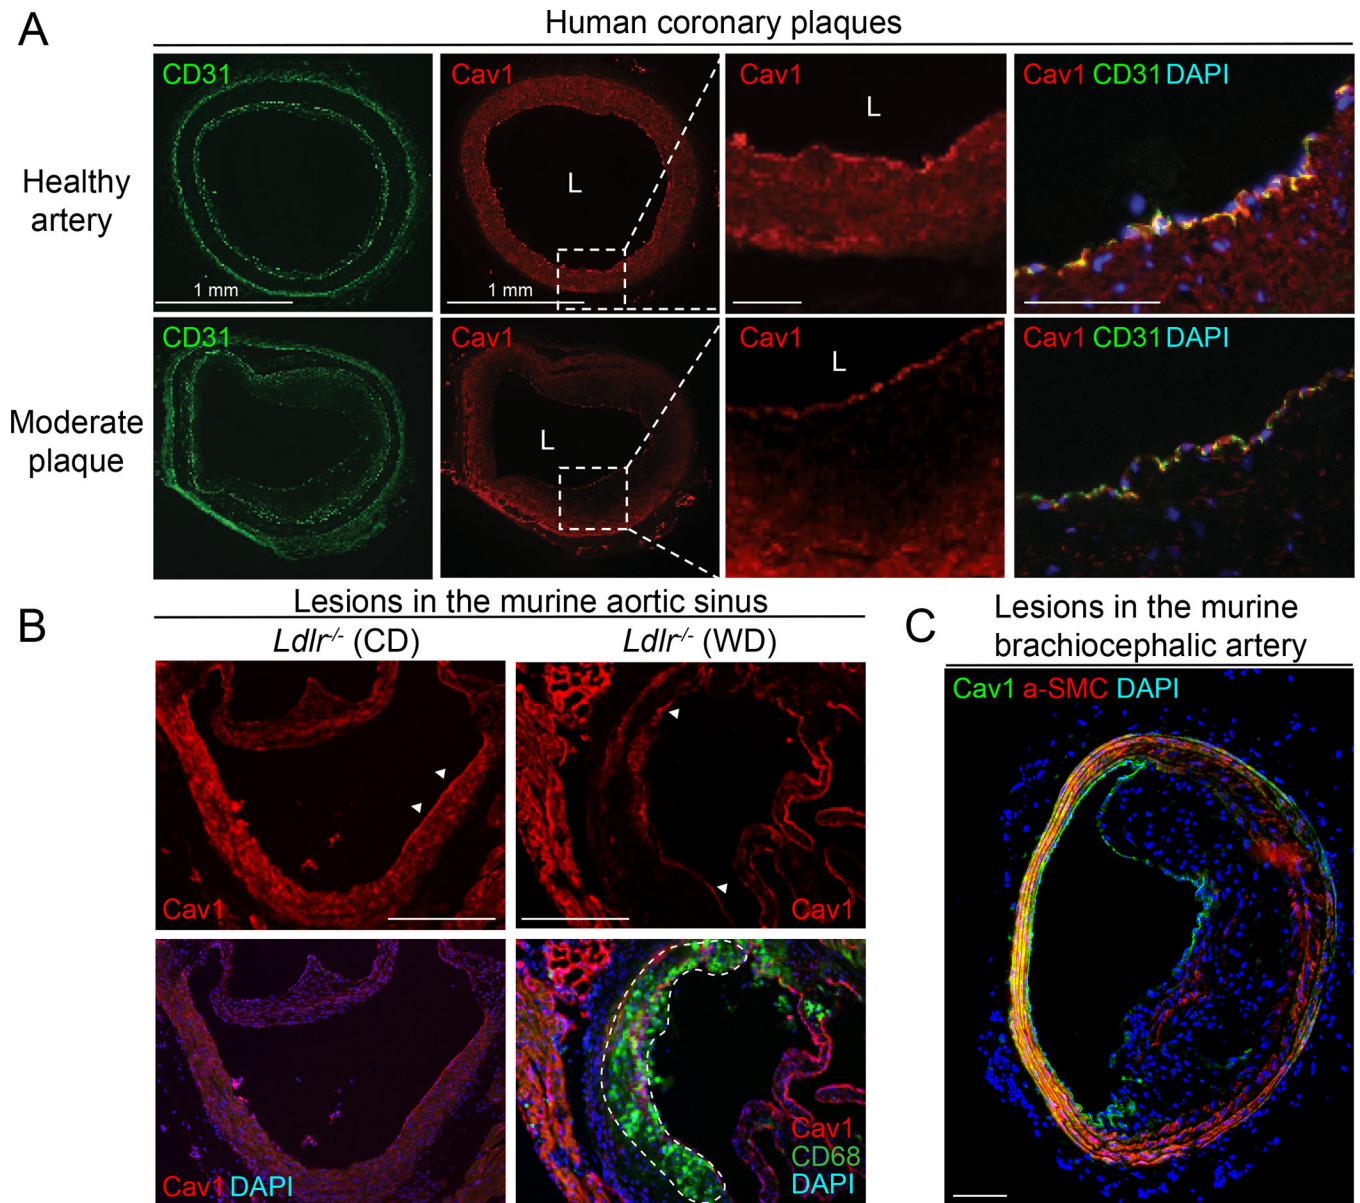 A
Human coronary plaques
Healthy
artery
CD31
1 mm
Cav1
L
1 mm
Cav1
L
Cav1 CD31 DAPI
Moderate
plaque
CD31
Cav1
L
Cav1
L
Cav1 CD31 DAPI
B
Lesions in the murine aortic sinus
Ldlr-/- (CD)
Ldlr-/- (WD)
Cav1
Cav1
Cav1 DAPI
Cav1
CD68
DAPI
C
Lesions in the murine
brachiocephalic artery
Cav1 a-SMC DAPI